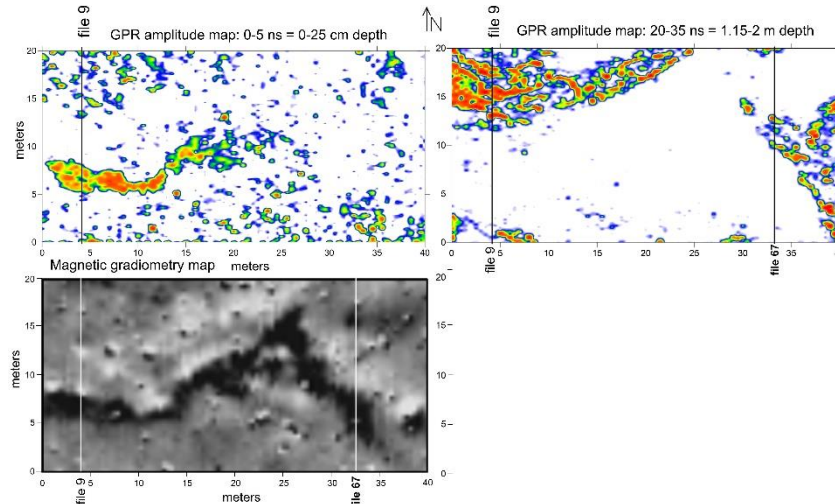 file 9
GPR amplitude map: 0-5 ns = 0-25 cm depth
N
GPR amplitude map: 20-35 ns = 1.15-2 m depth
file 9
file 67
20
15
10
5
0
meters
0 5 10 15 20 25 30 35 40
meters
20
15
10
5
0
0 5 10 15 20 25 30 35
file 9
file 67
Magnetic gradiometry map
20
15
10
5
0
meters
0 5 10 15 20 25 30 35 40
file 9
meters
file 67
20
15
10
5
0